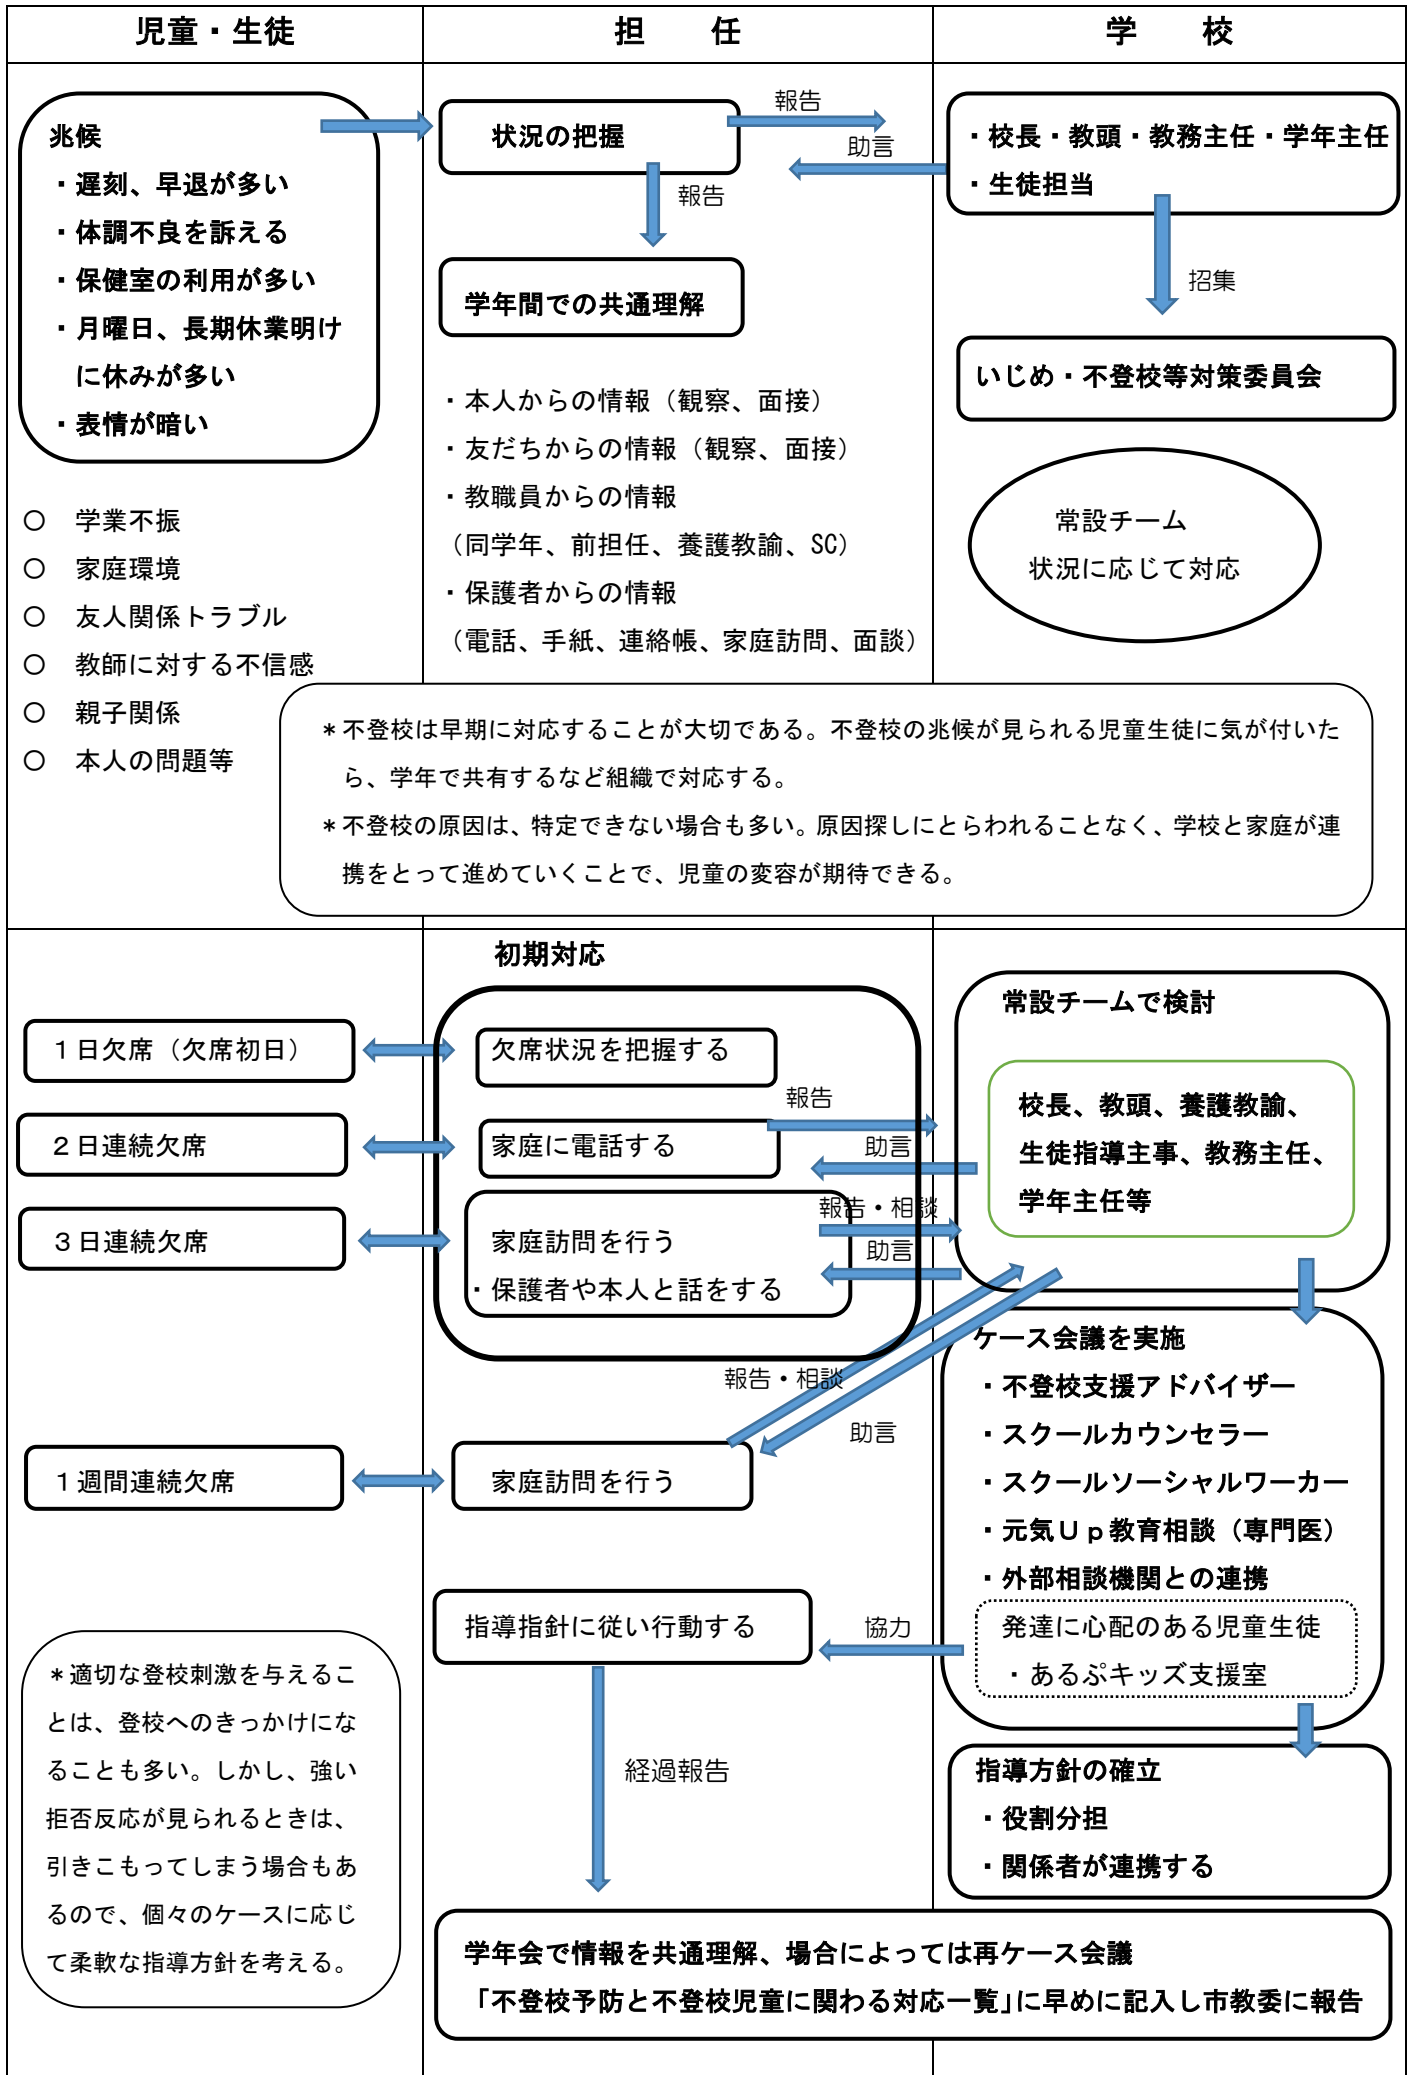 児童・生徒
担　任
学　校
兆候
・遅刻、早退が多い
・体調不良を訴える
・保健室の利用が多い
・月曜日、長期休業明け
に休みが多い
・表情が暗い
○　学業不振
○　家庭環境
○　友人関係トラブル
○　教師に対する不信感
○　親子関係
○　本人の問題等
状況の把握
報告
助言
報告
学年間での共通理解
・本人からの情報（観察、面接）
・友だちからの情報（観察、面接）
・教職員からの情報
（同学年、前担任、養護教諭、SC）
・保護者からの情報
（電話、手紙、連絡帳、家庭訪問、面談）
・校長・教頭・教務主任・学年主任
・生徒担当
招集
いじめ・不登校等対策委員会
常設チーム
状況に応じて対応
＊不登校は早期に対応することが大切である。不登校の兆候が見られる児童生徒に気が付いた
ら、学年で共有するなど組織で対応する。
＊不登校の原因は、特定できない場合も多い。原因探しにとらわれることなく、学校と家庭が連
携をとって進めていくことで、児童の変容が期待できる。
１日欠席（欠席初日）
２日連続欠席
３日連続欠席
１週間連続欠席
＊適切な登校刺激を与えるこ
とは、登校へのきっかけにな
ることも多い。しかし、強い
拒否反応が見られるときは、
引きこもってしまう場合もあ
るので、個々のケースに応じ
て柔軟な指導方針を考える。
初期対応
欠席状況を把握する
家庭に電話する
報告
助言
家庭訪問を行う
・保護者や本人と話をする
報告・相談
助言
報告・相談
助言
家庭訪問を行う
指導指針に従い行動する
協力
経過報告
常設チームで検討
校長、教頭、養護教諭、
生徒指導主事、教務主任、
学年主任等
ケース会議を実施
・不登校支援アドバイザー
・スクールカウンセラー
・スクールソーシャルワーカー
・元気Ｕｐ教育相談（専門医）
・外部相談機関との連携
発達に心配のある児童生徒
・あるぷキッズ支援室
指導方針の確立
・役割分担
・関係者が連携する
学年会で情報を共通理解、場合によっては再ケース会議
「不登校予防と不登校児童に関わる対応一覧」に早めに記入し市教委に報告